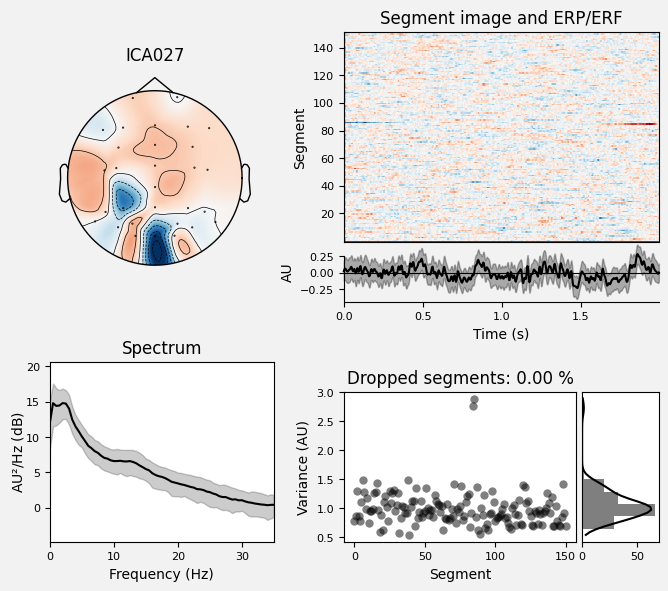 ICA027
Segment image and ERP/ERF
Segment
140
120
100
80
60
40
20
AU
0.25
0.00
−0.25
0.0 0.5 1.0 1.5
Time (s)
Spectrum
AU²/Hz (dB)
20
15
10
5
0
0 10 20 30
Frequency (Hz)
Dropped segments: 0.00 %
Variance (AU)
3.0
2.5
2.0
1.5
1.0
0.5
0 50 100 150
Segment
0 50